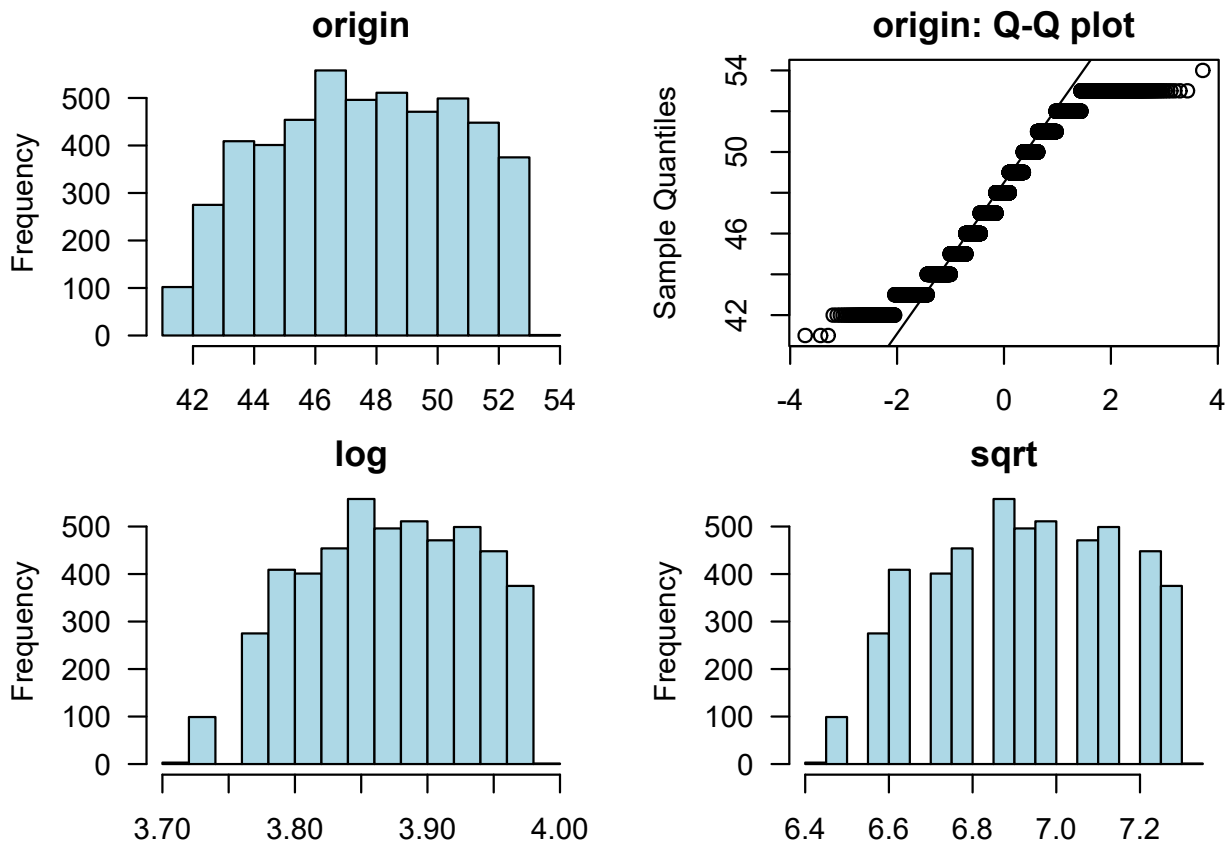 origin
Frequency
0 100 200 300 400 500
42 44 46 48 50 52 54
origin: Q-Q plot
Sample Quantiles
42 46 50 54
-4 -2 0 2 4
log
Frequency
0 100 200 300 400 500
3.70 3.80 3.90 4.00
sqrt
Frequency
0 100 200 300 400 500
6.4 6.6 6.8 7.0 7.2